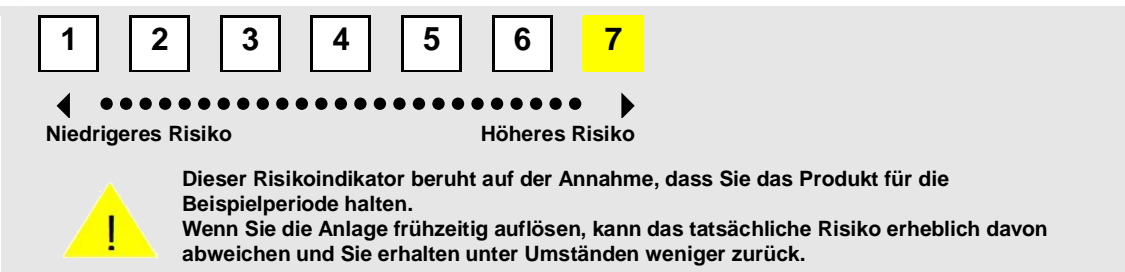 1 2 3 4 5 6 7
Niedrigeres Risiko Höheres Risiko
Dieser Risikoindikator beruht auf der Annahme, dass Sie das Produkt für die
Beispielperiode halten.
Wenn Sie die Anlage frühzeitig auflösen, kann das tatsächliche Risiko erheblich davon
abweichen und Sie erhalten unter Umständen weniger zurück.
!